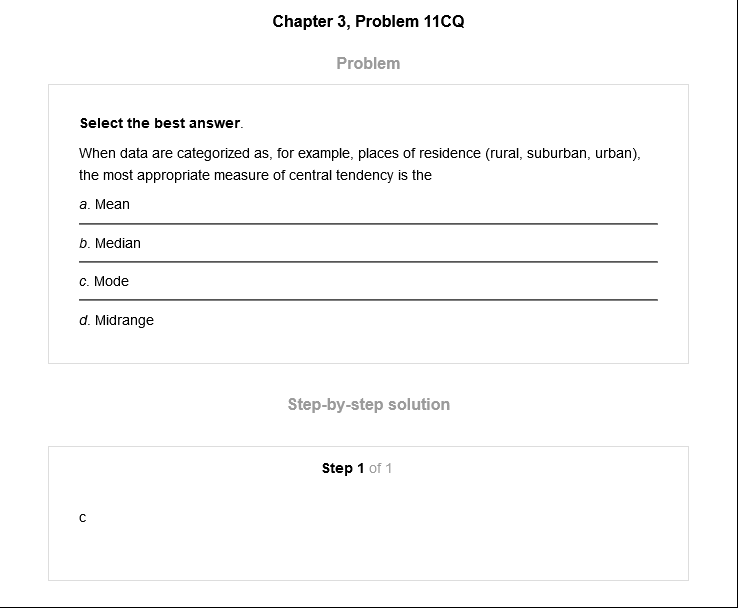 Chapter 3, Problem 11CQ
Problem
Select the best answer.
When data are categorized as, for example, places of residence (rural, suburban, urban),
the most appropriate measure of central tendency is the
a. Mean
b. Median
c. Mode
d. Midrange
Step-by-step solution
Step 1 of 1
c